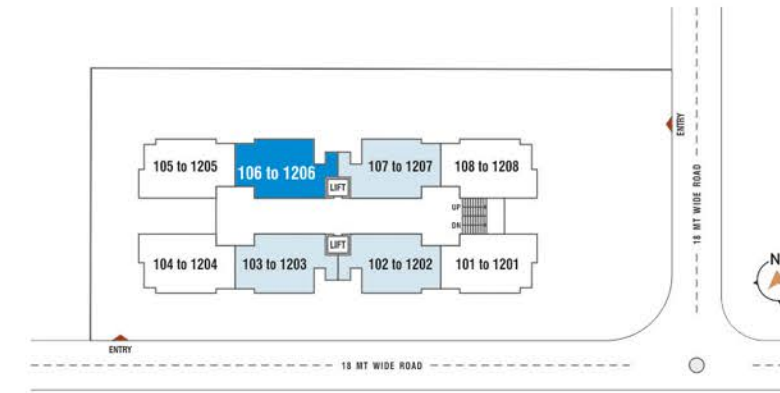 ENTRY
18 MT WIDE ROAD
105 to 1205
106 to 1206
107 to 1207
108 to 1208
LIFT
UP
DN
LIFT
104 to 1204
103 to 1203
102 to 1202
101 to 1201
N
ENTRY
18 MT WIDE ROAD